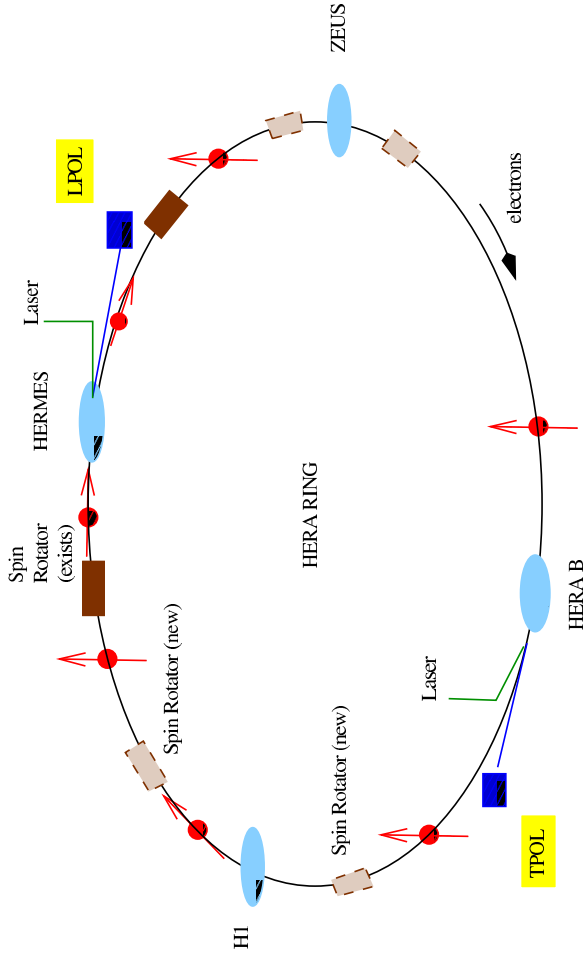 ZEUS
LPOL
electrons
Laser
HERMES
Spin
Rotator
(exists)
HERA RING
HERA B
Spin Rotator (new)
Laser
Spin Rotator (new)
TPOL
H1